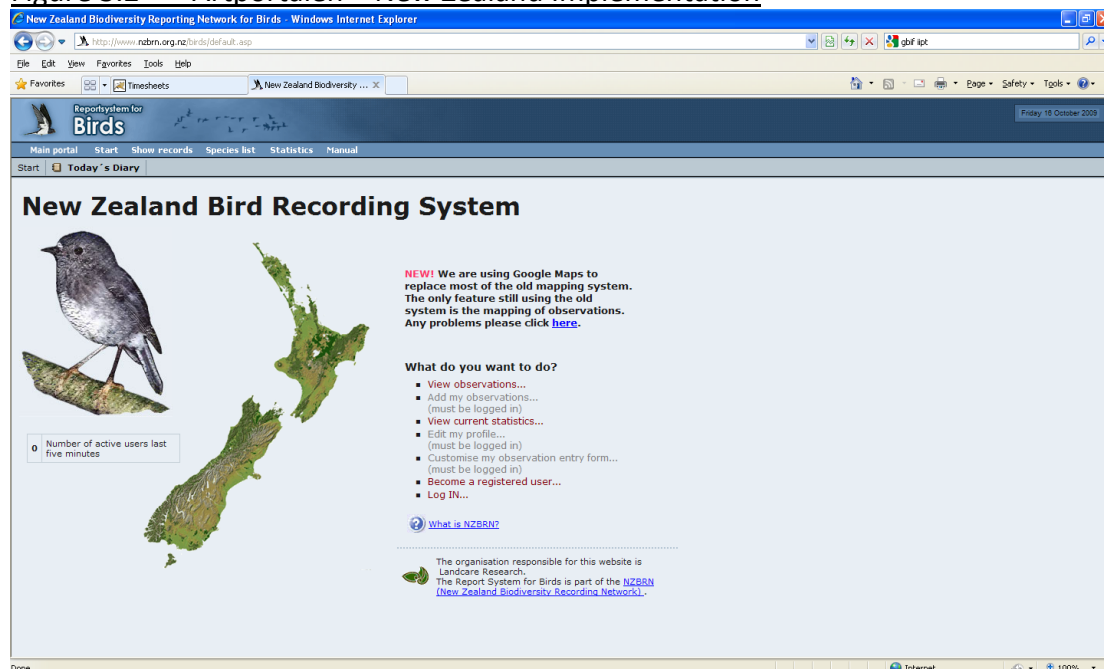 Figure 3.2 Artportalen – New Zealand implementation
New Zealand Biodiversity Reporting Network for Birds - Windows Internet Explorer
http://www.nzbrn.org.nz/birds/default.asp
gbif iipt
File Edit View Favorites Tools Help
Favorites Timesheets New Zealand Biodiversity ... X
Page Safety Tools
Reportsystem for
Birds
Friday 16 October 2009
Main portal Start Show records Species list Statistics Manual
Start Today´s Diary
New Zealand Bird Recording System
NEW! We are using Google Maps to
replace most of the old mapping system.
The only feature still using the old
system is the mapping of observations.
Any problems please click here.
What do you want to do?
View observations...
Add my observations...
(must be logged in)
View current statistics...
Edit my profile...
(must be logged in)
Customise my observation entry form...
(must be logged in)
Become a registered user...
Log IN...
0 Number of active users last
five minutes
What is NZBRN?
The organisation responsible for this website is
Landcare Research.
The Report System for Birds is part of the NZBRN
(New Zealand Biodiversity Recording Network) .
Done
Internet
100%